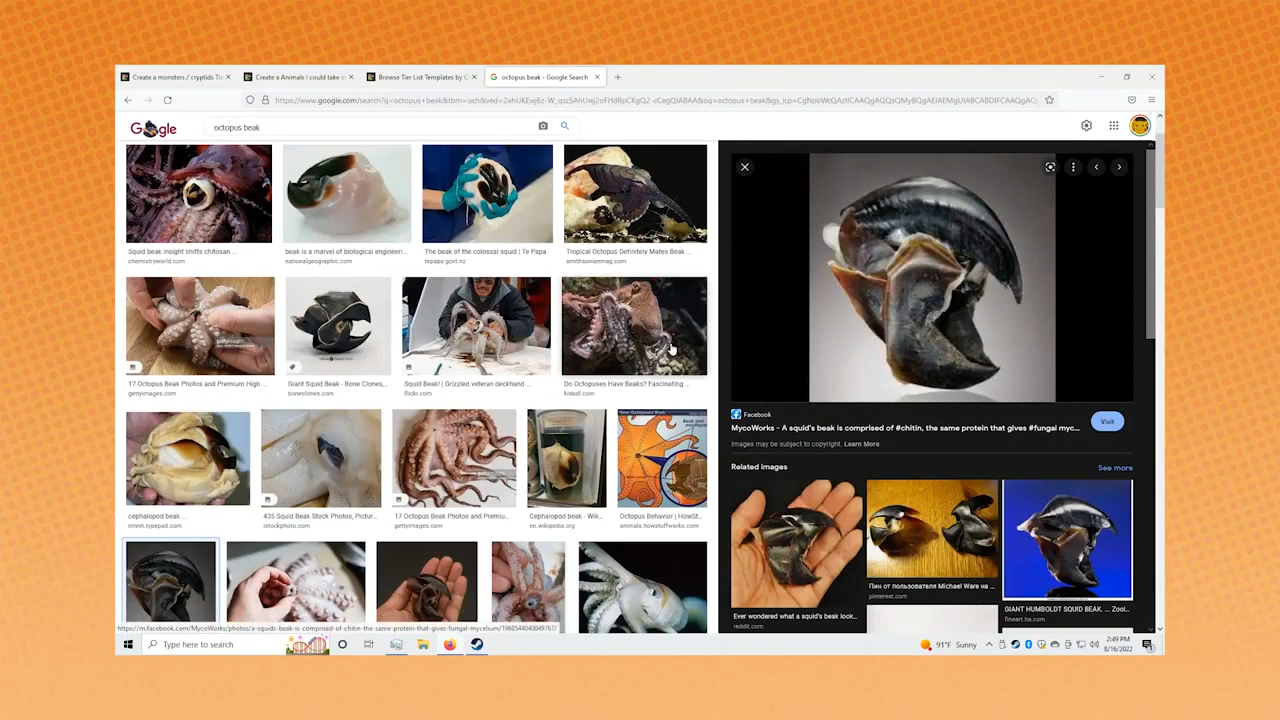 Create a monsters / cryptids Tie
Create a Animals I could take in
Browse Tier List Templates by C
octopus beak - Google Search
octopus beak
Squid beak insight shifts chitosan ...
chemistryworld.com
beak is a marvel of biological engineeri...
nationalgeographic.com
The beak of the colossal squid | Te Papa
tepapa.govt.nz
Tropical Octopus Definitely Mates Beak ...
smithsonianmag.com
17 Octopus Beak Photos and Premium High ...
gettyimages.com
Giant Squid Beak - Bone Clones,...
boneclones.com
Squid Beak! | Grizzled veteran deckhand ...
flickr.com
Do Octopuses Have Beaks? Fascinating ...
kidadl.com
cephalopod beak ...
nmnh.typepad.com
435 Squid Beak Stock Photos, Pictur...
istockphoto.com
17 Octopus Beak Photos and Premiu...
gettyimages.com
Cephalopod beak - Wik...
en.wikipedia.org
Octopus Behavior | HowSt...
animals.howstuffworks.com
Facebook
MycoWorks - A squid's beak is comprised of #chitin, the same protein that gives #fungal myc...
Visit
Images may be subject to copyright. Learn More
Related images
See more
Ever wondered what a squid's beak look...
reddit.com
Пин от пользователя Michael Ware на ...
pinterest.com
GIANT HUMBOLDT SQUID BEAK. ... Zool...
fineart.ha.com
Type here to search
91°F Sunny
2:49 PM
8/16/2022